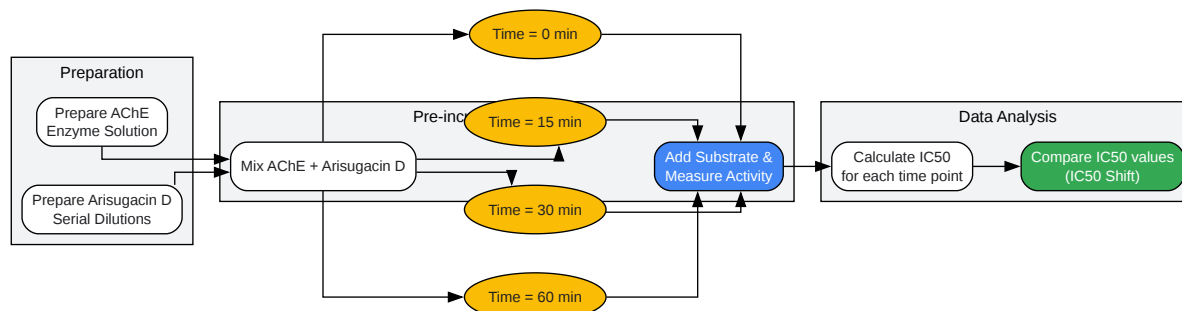 Time = 0 min
Preparation
Prepare AChE
Enzyme Solution
Prepare Arisugacin D
Serial Dilutions
Mix AChE + Arisugacin D
Time = 15 min
Time = 30 min
Time = 60 min
Add Substrate &
Measure Activity
Data Analysis
Calculate IC50
for each time point
Compare IC50 values
(IC50 Shift)